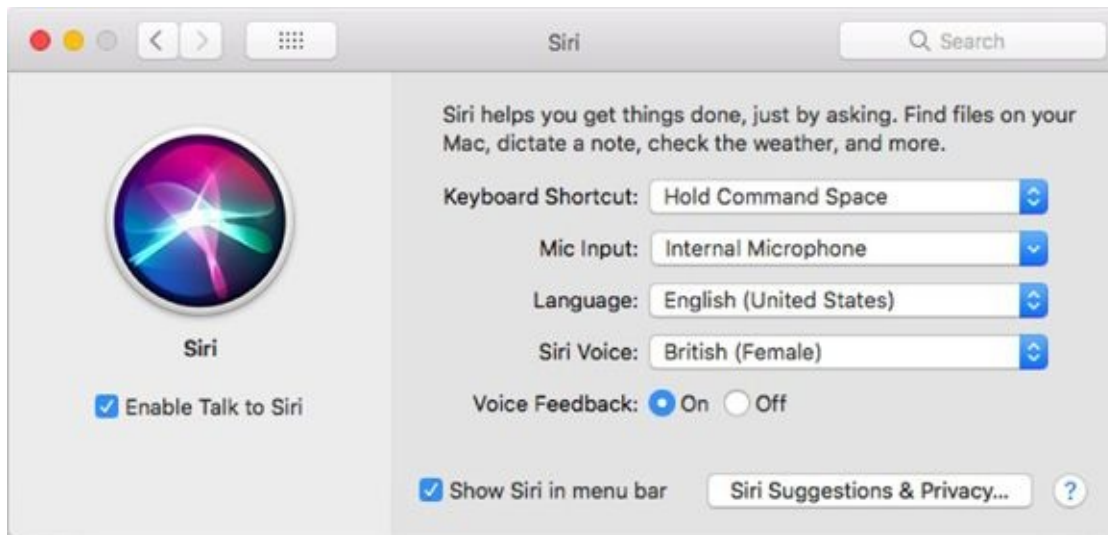 Siri
Search
Siri helps you get things done, just by asking. Find files on your
Mac, dictate a note, check the weather, and more.
Keyboard Shortcut: Hold Command Space
Mic Input: Internal Microphone
Language: English (United States)
Siri Voice: British (Female)
Voice Feedback: On Off
Siri
Enable Talk to Siri
Show Siri in menu bar Siri Suggestions & Privacy... ?